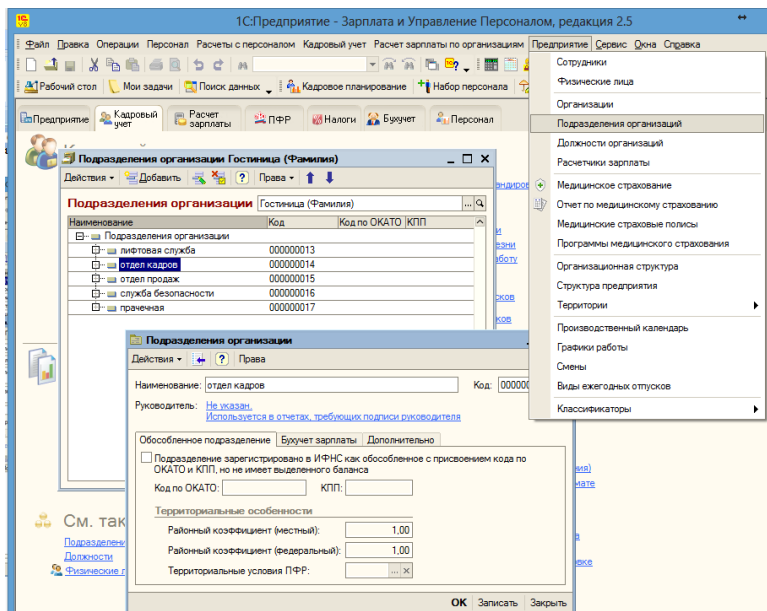 1С:Предприятие - Зарплата и Управление Персоналом, редакция 2.5
Файл Правка Операции Персонал Расчеты с персоналом Кадровый учет Расчет зарплаты по организациям Предприятие Сервис Окна Справка
Рабочий стол Мои задачи Поиск данных Кадровое планирование Набор персонала
Предприятие Кадровый учет Расчет зарплаты ПФР Налоги Бухучет Персонал
Сотрудники
Физические лица
Организации
Подразделения организаций
Должности организаций
Расчетчики зарплаты
Медицинское страхование
Отчет по медицинскому страхованию
Медицинские страховые полисы
Программы медицинского страхования
Организационная структура
Структура предприятия
Территории
Производственный календарь
Графики работы
Смены
Виды ежегодных отпусков
Классификаторы
Подразделения организации Гостиница (Фамилия)
Действия Добавить Права
Подразделения организации Гостиница (Фамилия)
Наименование Код Код по ОКАТО КПП
Подразделения организации
лифтовая служба 000000013
отдел кадров 000000014
отдел продаж 000000015
служба безопасности 000000016
прачечная 000000017
Подразделения организации
Действия Права
Наименование: отдел кадров Код:
Руководитель: Не указан.
Используется в отчетах, требующих подписи руководителя
Обособленное подразделение Бухучет зарплаты Дополнительно
Подразделение зарегистрировано в ИФНС как обособленное с присвоением кода по
ОКАТО и КПП, но не имеет выделенного баланса
Код по ОКАТО: КПП:
Территориальные особенности
Районный коэффициент (местный): 1,00
Районный коэффициент (федеральный): 1,00
Территориальные условия ПФР:
ОК Записать Закрыть
См. так
Подразделени
Должности
Физические л